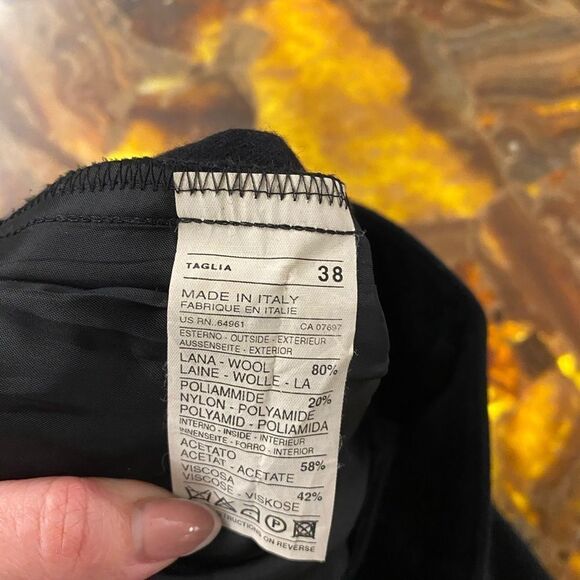 TAGLIA 38
MADE IN ITALY
FABRIQUE EN ITALIE
US RN..64961 CA 07697
ESTERNO - OUTSIDE - EXTERIEUR
AUSSENSEITE - EXTERIOR
LANA - WOOL 80%
LAINE - WOLLE - LA
POLIAMMIDE 20%
NYLON - POLYAMIDE
POLYAMID - POLIAMIDA
INTERNO - INSIDE - INTERIEUR
INNENSEITE - FORRO - INTERIOR
ACETATO 58%
ACETAT - ACETATE
VISCOSA 42%
VISCOSE - VISKOSE
P
INSTRUCTIONS ON REVERSE